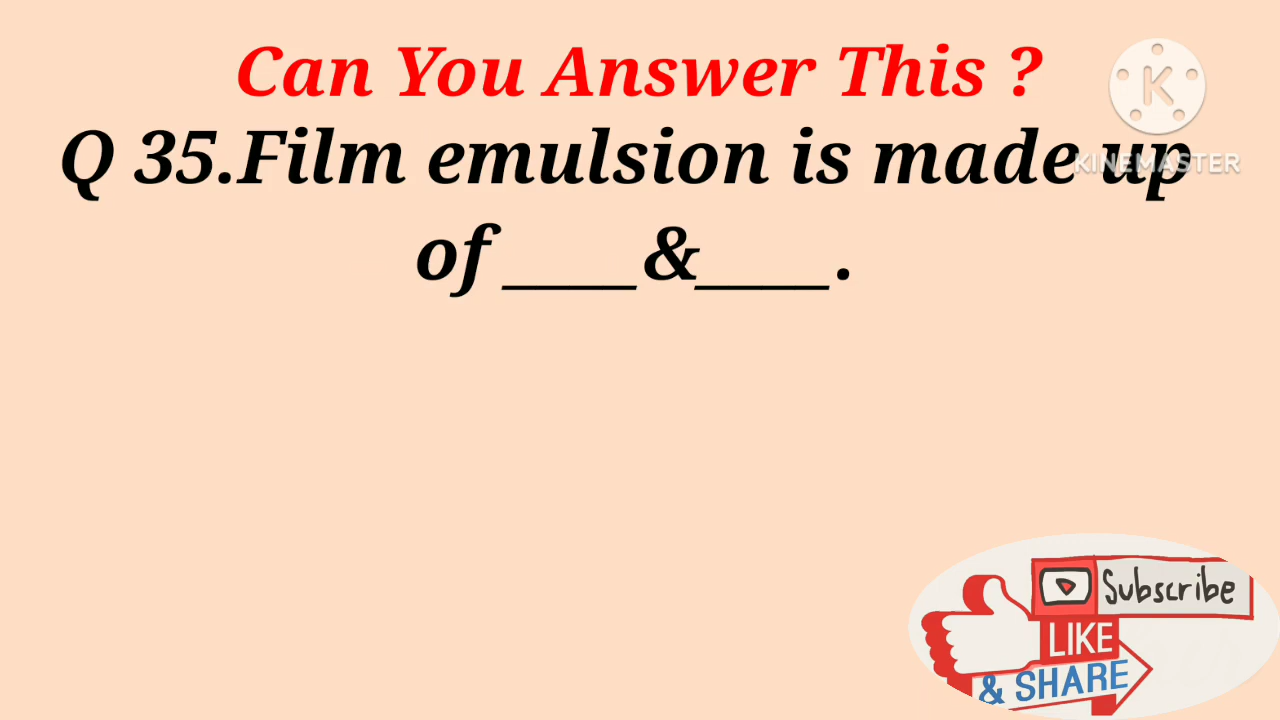 Can You Answer This ?
Q 35.Film emulsion is made up
of ____&____.
KINEMASTER
Subscribe
LIKE
& SHARE